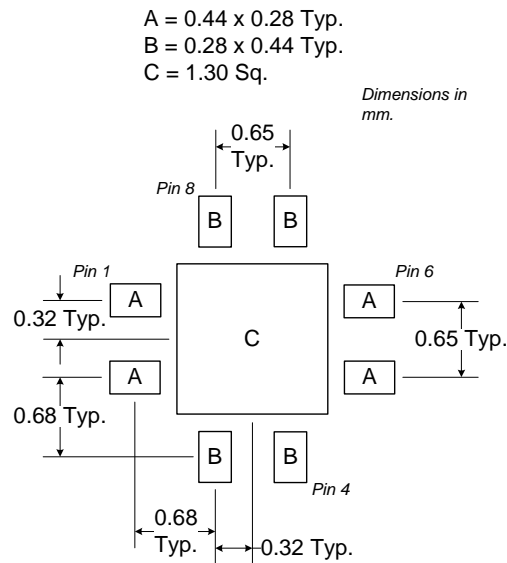 A = 0.44 x 0.28 Typ.
B = 0.28 x 0.44 Typ.
C = 1.30 Sq.
Dimensions in
mm.
0.65
Typ.
Pin 8
B
B
Pin 1
Pin 6
A
A
0.32 Typ.
C
0.65 Typ.
A
A
0.68 Typ.
B
B
Pin 4
0.68
Typ.
0.32 Typ.